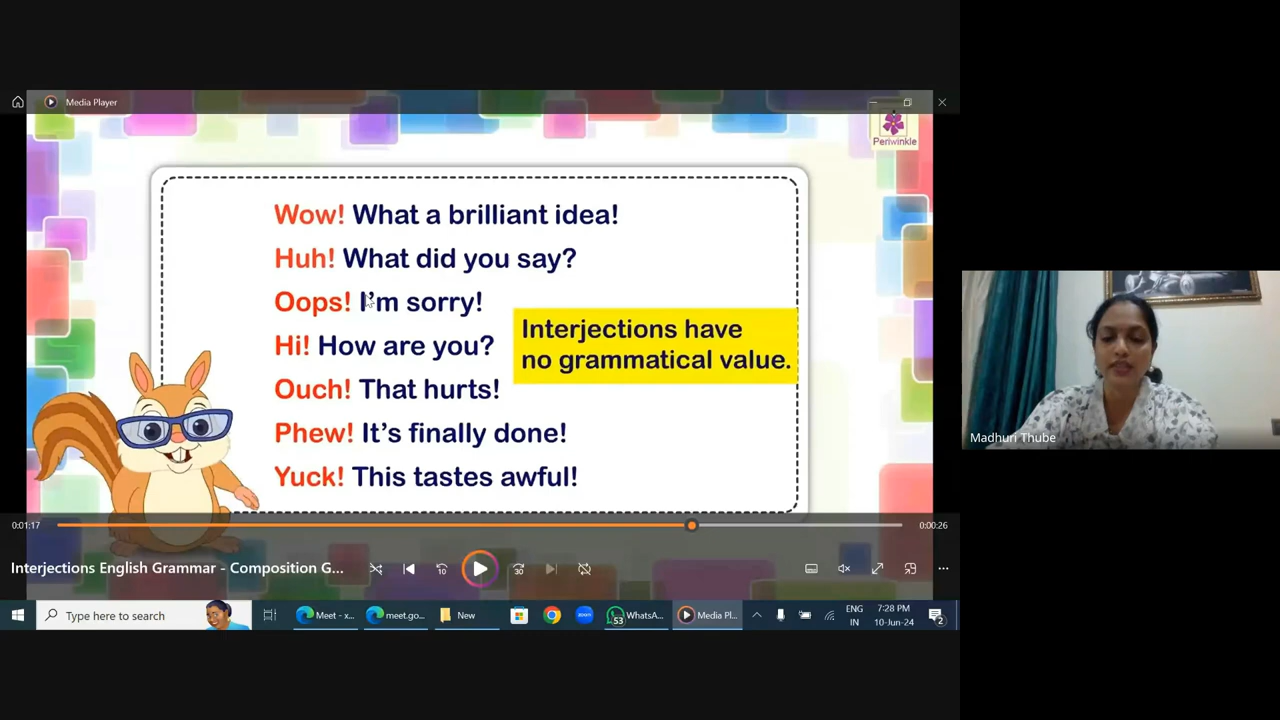 Media Player
Periwinkle
Wow! What a brilliant idea!
Huh! What did you say?
Oops! I'm sorry!
Hi! How are you?
Ouch! That hurts!
Phew! It's finally done!
Yuck! This tastes awful!
Interjections have
no grammatical value.
Madhuri Thube
0:01:17
0:00:26
Interjections English Grammar - Composition G...
10
30
Type here to search
Meet - x...
meet.go...
New
zoom
53
WhatsA...
Media Pl...
ENG
IN
7:28 PM
10-Jun-24
2